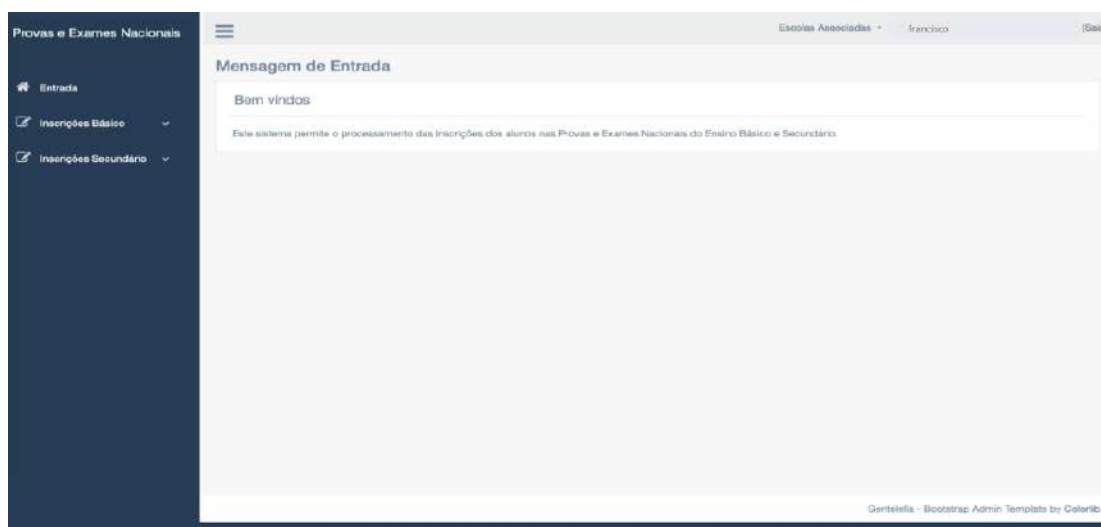 Provas e Exames Nacionais
Escolas Associadas
francisco
Mensagem de Entrada
Entrada
Bem vindos
Inscrições Básico
Este sistema permite o processamento das inscrições dos alunos nas Provas e Exames Nacionais do Ensino Básico e Secundário.
Inscrições Secundário
Gentelella - Bootstrap Admin Template by Colorlib